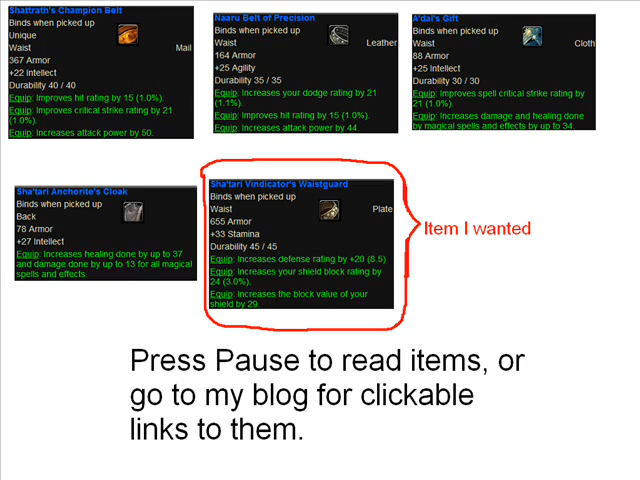 Shattrath's Champion Belt
Binds when picked up
Unique
Waist Mail
367 Armor
+22 Intellect
Durability 40 / 40
Equip: Improves hit rating by 15 (1.0%).
Equip: Improves critical strike rating by 21
(1.0%).
Equip: Increases attack power by 50.
Naaru Belt of Precision
Binds when picked up
Waist Leather
164 Armor
+25 Agility
Durability 35 / 35
Equip: Increases your dodge rating by 21
(1.1%).
Equip: Improves hit rating by 15 (1.0%).
Equip: Increases attack power by 44.
A'dal's Gift
Binds when picked up
Waist Cloth
88 Armor
+25 Intellect
Durability 30 / 30
Equip: Improves spell critical strike rating by
21 (1.0%).
Equip: Increases damage and healing done
by magical spells and effects by up to 34.
Sha'tari Anchorite's Cloak
Binds when picked up
Back
78 Armor
+27 Intellect
Equip: Increases healing done by up to 37
and damage done by up to 13 for all magical
spells and effects.
Sha'tari Vindicator's Waistguard
Binds when picked up
Waist Plate
655 Armor
+33 Stamina
Durability 45 / 45
Equip: Increases defense rating by +20 (8.5)
Equip: Increases your shield block rating by
24 (3.0%).
Equip: Increases the block value of your
shield by 29.
Item I wanted
Press Pause to read items, or
go to my blog for clickable
links to them.